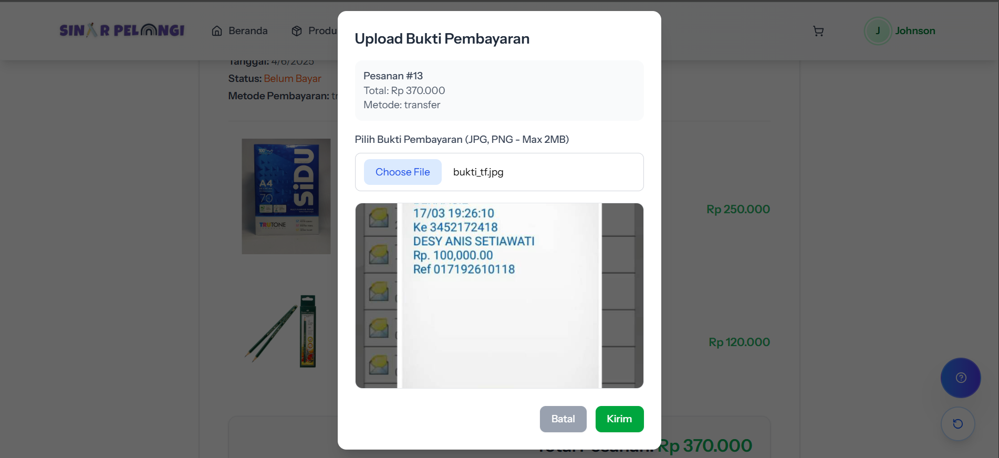 SINAR PELANGI
Beranda
Produ
J
Johnson
Tanggal: 4/6/2025
Status: Belum Bayar
Metode Pembayaran: tr
SiDU
A4
70
TRUTONE
Rp 250.000
Rp 120.000
Total Pesanan: Rp 370.000
Upload Bukti Pembayaran
Pesanan #13
Total: Rp 370.000
Metode: transfer
Pilih Bukti Pembayaran (JPG, PNG - Max 2MB)
Choose File
bukti_tf.jpg
17/03 19:26:10
Ke 3452172418
DESY ANIS SETIAWATI
Rp. 100,000.00
Ref 017192610118
Batal
Kirim